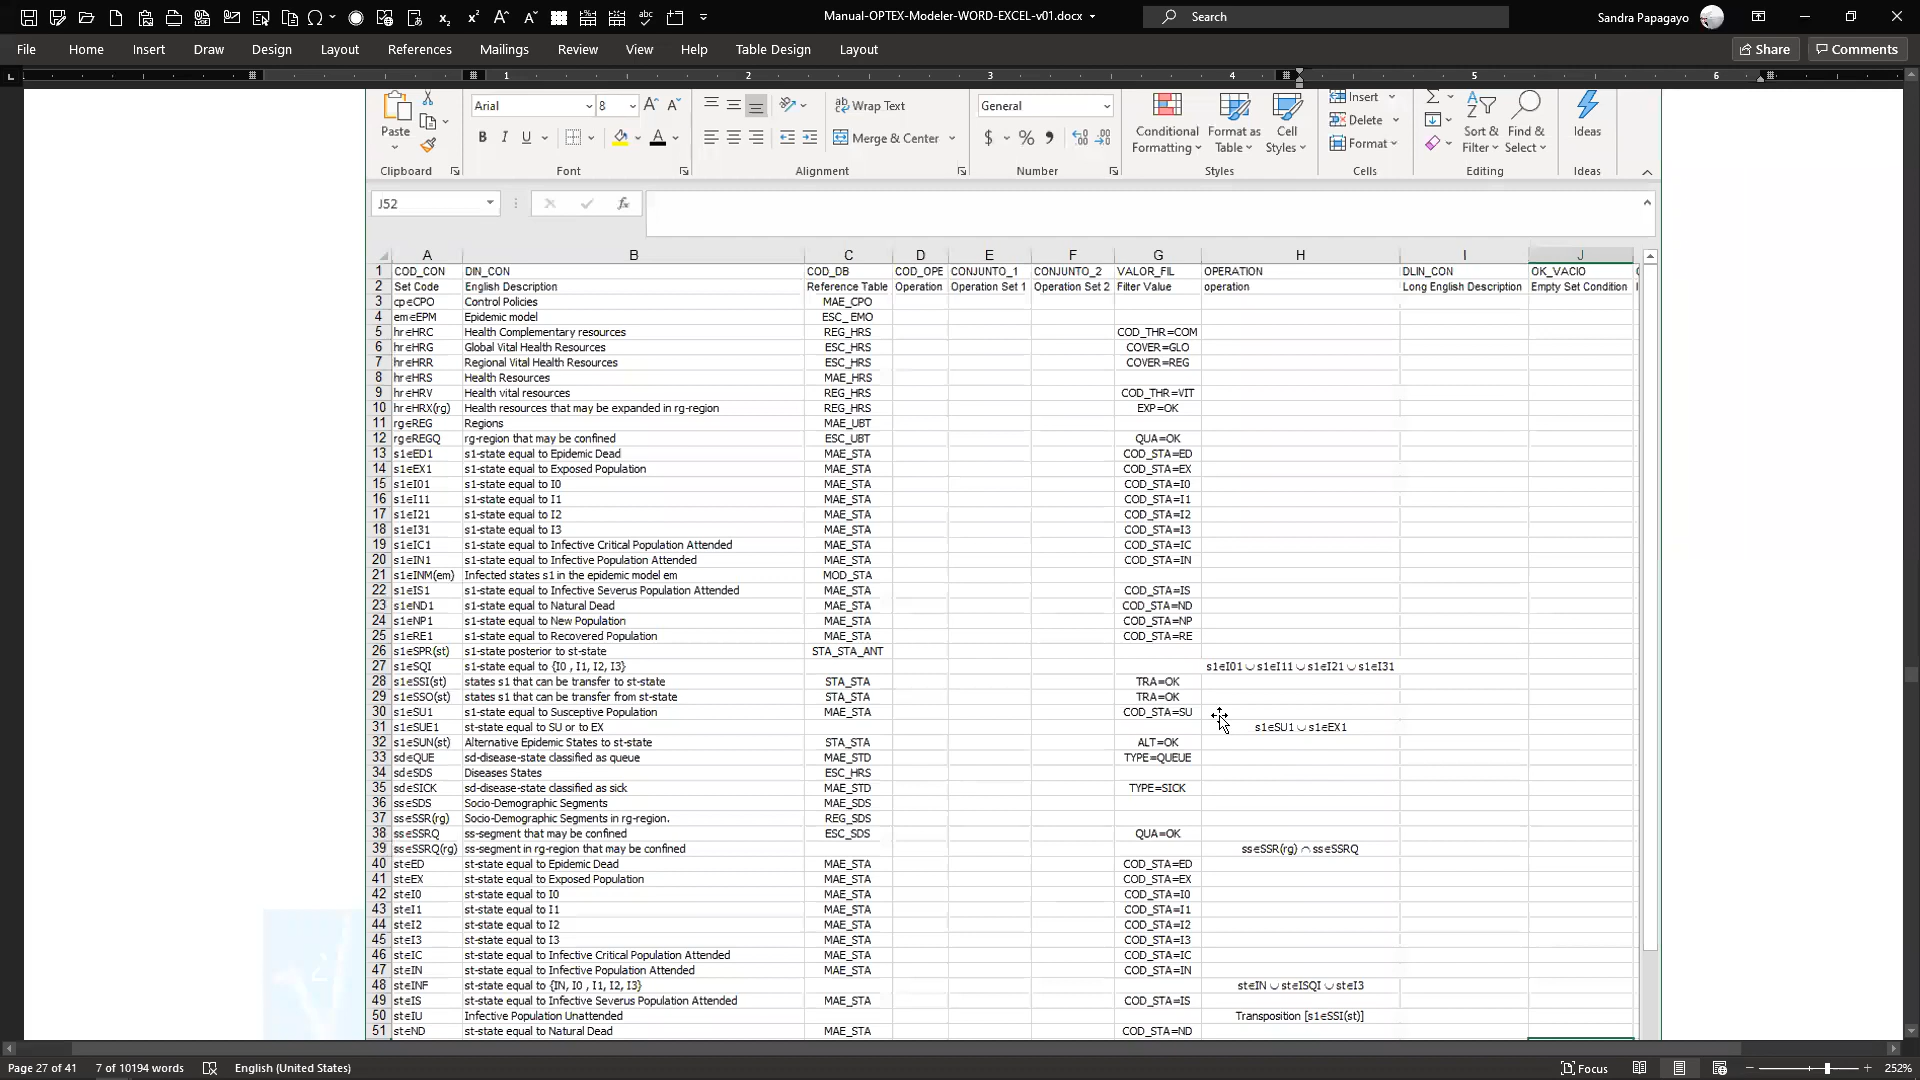 Manual-OPTEX-Modeler-WORD-EXCEL-v01.docx
Search
Sandra Papagayo
File Home Insert Draw Design Layout References Mailings Review View Help Table Design Layout
Share Comments
1 2 3 4 5 6
Arial 8 Wrap Text General Insert
Paste Merge & Center Conditional Formatting Format as Table Cell Styles Delete Format Sort & Filter Find & Select Ideas
Clipboard Font Alignment Number Styles Cells Editing Ideas
J52
A B C D E F G H I J
1 COD_CON DIN_CON COD_DB COD_OPE CONJUNTO_1 CONJUNTO_2 VALOR_FIL OPERATION DLIN_CON OK_VACIO
2 Set Code English Description Reference Table Operation Operation Set 1 Operation Set 2 Filter Value operation Long English Description Empty Set Condition
3 cp∈CPO Control Policies MAE_CPO
4 em∈EPM Epidemic model ESC_ EMO
5 hr∈HRC Health Complementary resources REG_HRS COD_THR=COM
6 hr∈HRG Global Vital Health Resources ESC_HRS COVER=GLO
7 hr∈HRR Regional Vital Health Resources ESC_HRS COVER=REG
8 hr∈HRS Health Resources MAE_HRS
9 hr∈HRV Health vital resources REG_HRS COD_THR=VIT
10 hr∈HRX(rg) Health resources that may be expanded in rg-region REG_HRS EXP=OK
11 rg∈REG Regions MAE_UBT
12 rg∈REGQ rg-region that may be confined ESC_UBT QUA=OK
13 s1∈ED1 s1-state equal to Epidemic Dead MAE_STA COD_STA=ED
14 s1∈EX1 s1-state equal to Exposed Population MAE_STA COD_STA=EX
15 s1∈I01 s1-state equal to I0 MAE_STA COD_STA=I0
16 s1∈I11 s1-state equal to I1 MAE_STA COD_STA=I1
17 s1∈I21 s1-state equal to I2 MAE_STA COD_STA=I2
18 s1∈I31 s1-state equal to I3 MAE_STA COD_STA=I3
19 s1∈IC1 s1-state equal to Infective Critical Population Attended MAE_STA COD_STA=IC
20 s1∈IN1 s1-state equal to Infective Population Attended MAE_STA COD_STA=IN
21 s1∈INM(em) Infected states s1 in the epidemic model em MOD_STA
22 s1∈IS1 s1-state equal to Infective Severus Population Attended MAE_STA COD_STA=IS
23 s1∈ND1 s1-state equal to Natural Dead MAE_STA COD_STA=ND
24 s1∈NP1 s1-state equal to New Population MAE_STA COD_STA=NP
25 s1∈RE1 s1-state equal to Recovered Population MAE_STA COD_STA=RE
26 s1∈SPR(st) s1-state posterior to st-state STA_STA_ANT
27 s1∈SQI s1-state equal to {I0 , I1, I2, I3} s1∈I01 ∪ s1∈I11 ∪ s1∈I21 ∪ s1∈I31
28 s1∈SSI(st) states s1 that can be transfer to st-state STA_STA TRA=OK
29 s1∈SSO(st) states s1 that can be transfer from st-state STA_STA TRA=OK
30 s1∈SU1 s1-state equal to Susceptive Population MAE_STA COD_STA=SU
31 s1∈SUE1 st-state equal to SU or to EX s1∈SU1 ∪ s1∈EX1
32 s1∈SUN(st) Alternative Epidemic States to st-state STA_STA ALT=OK
33 sd∈QUE sd-disease-state classified as queue MAE_STD TYPE=QUEUE
34 sd∈SDS Diseases States ESC_HRS
35 sd∈SICK sd-disease-state classified as sick MAE_STD TYPE=SICK
36 ss∈SDS Socio-Demographic Segments MAE_SDS
37 ss∈SSR(rg) Socio-Demographic Segments in rg-region. REG_SDS
38 ss∈SSRQ ss-segment that may be confined ESC_SDS QUA=OK
39 ss∈SSRQ(rg) ss-segment in rg-region that may be confined ss∈SSR(rg) ∩ ss∈SSRQ
40 st∈ED st-state equal to Epidemic Dead MAE_STA COD_STA=ED
41 st∈EX st-state equal to Exposed Population MAE_STA COD_STA=EX
42 st∈I0 st-state equal to I0 MAE_STA COD_STA=I0
43 st∈I1 st-state equal to I1 MAE_STA COD_STA=I1
44 st∈I2 st-state equal to I2 MAE_STA COD_STA=I2
45 st∈I3 st-state equal to I3 MAE_STA COD_STA=I3
46 st∈IC st-state equal to Infective Critical Population Attended MAE_STA COD_STA=IC
47 st∈IN st-state equal to Infective Population Attended MAE_STA COD_STA=IN
48 st∈INF st-state equal to {IN, I0 , I1, I2, I3} st∈IN ∪ st∈ISQI ∪ st∈I3
49 st∈IS st-state equal to Infective Severus Population Attended MAE_STA COD_STA=IS
50 st∈IU Infective Population Unattended Transposition [s1∈SSI(st)]
51 st∈ND st-state equal to Natural Dead MAE_STA COD_STA=ND
Page 27 of 41 7 of 10194 words English (United States) Focus 252%